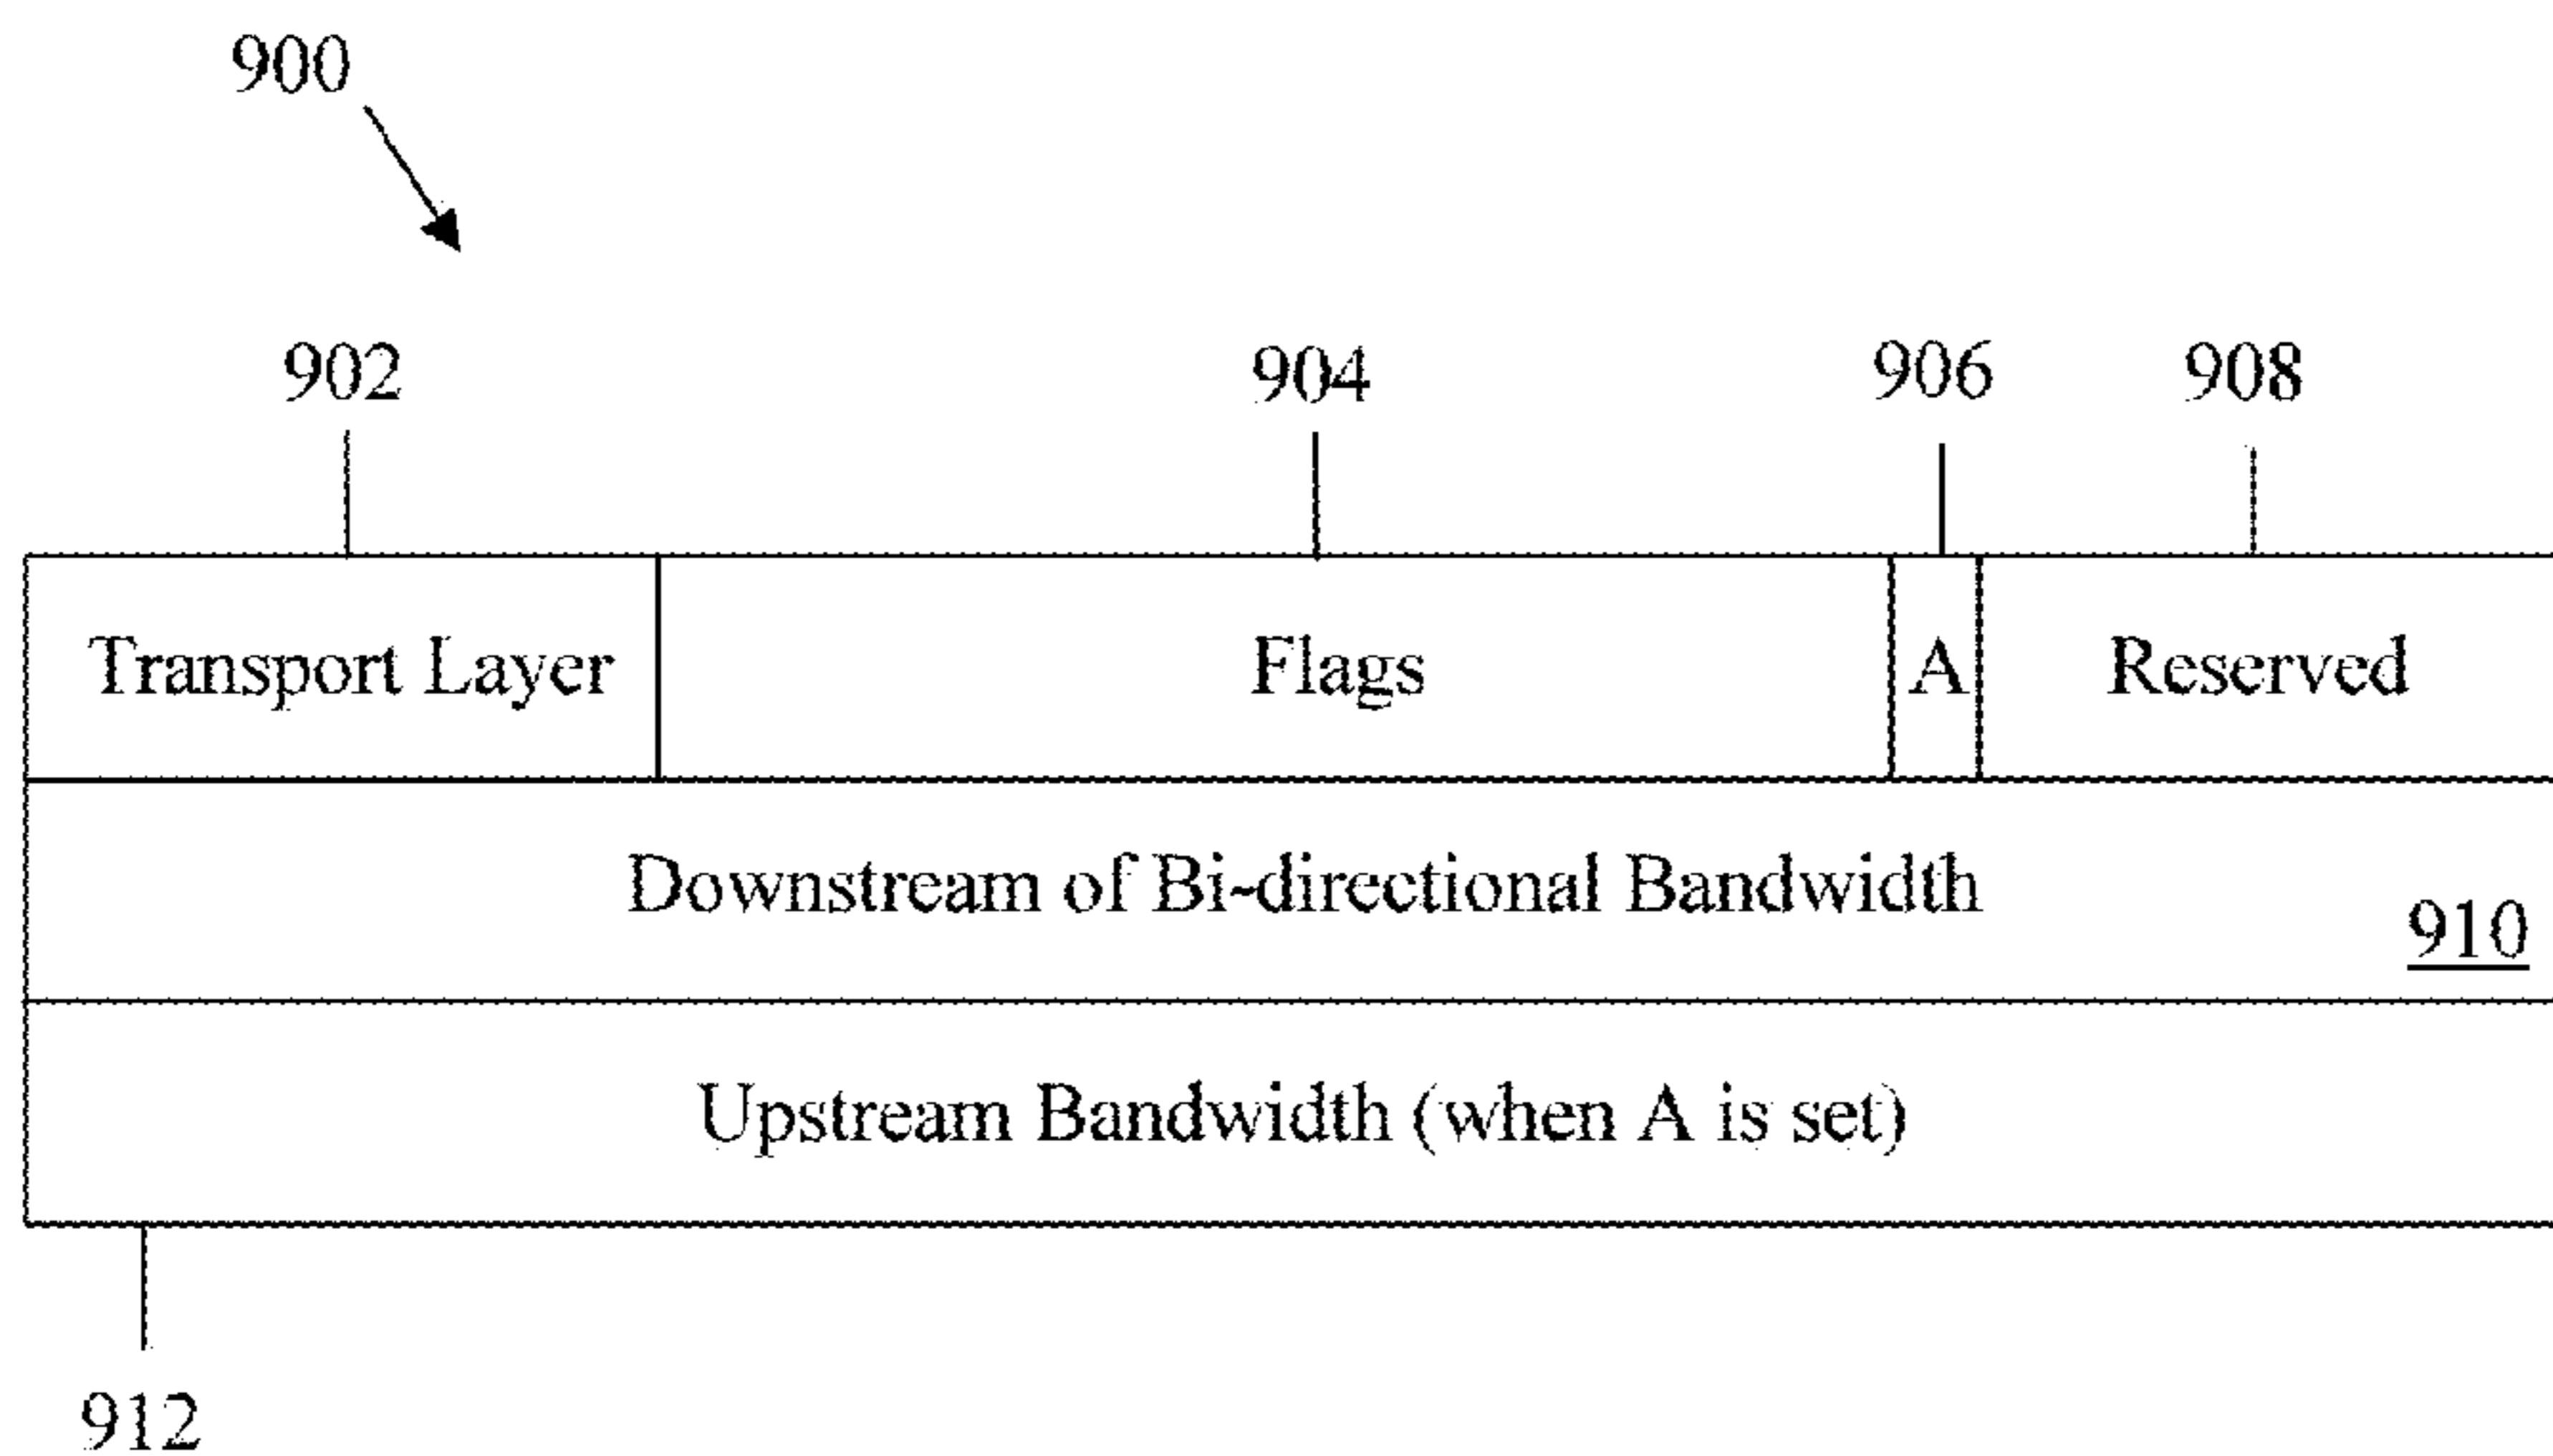 900
902 904 906 908
Transport Layer Flags A Reserved
Downstream of Bi-directional Bandwidth
910
Upstream Bandwidth (when A is set)
912